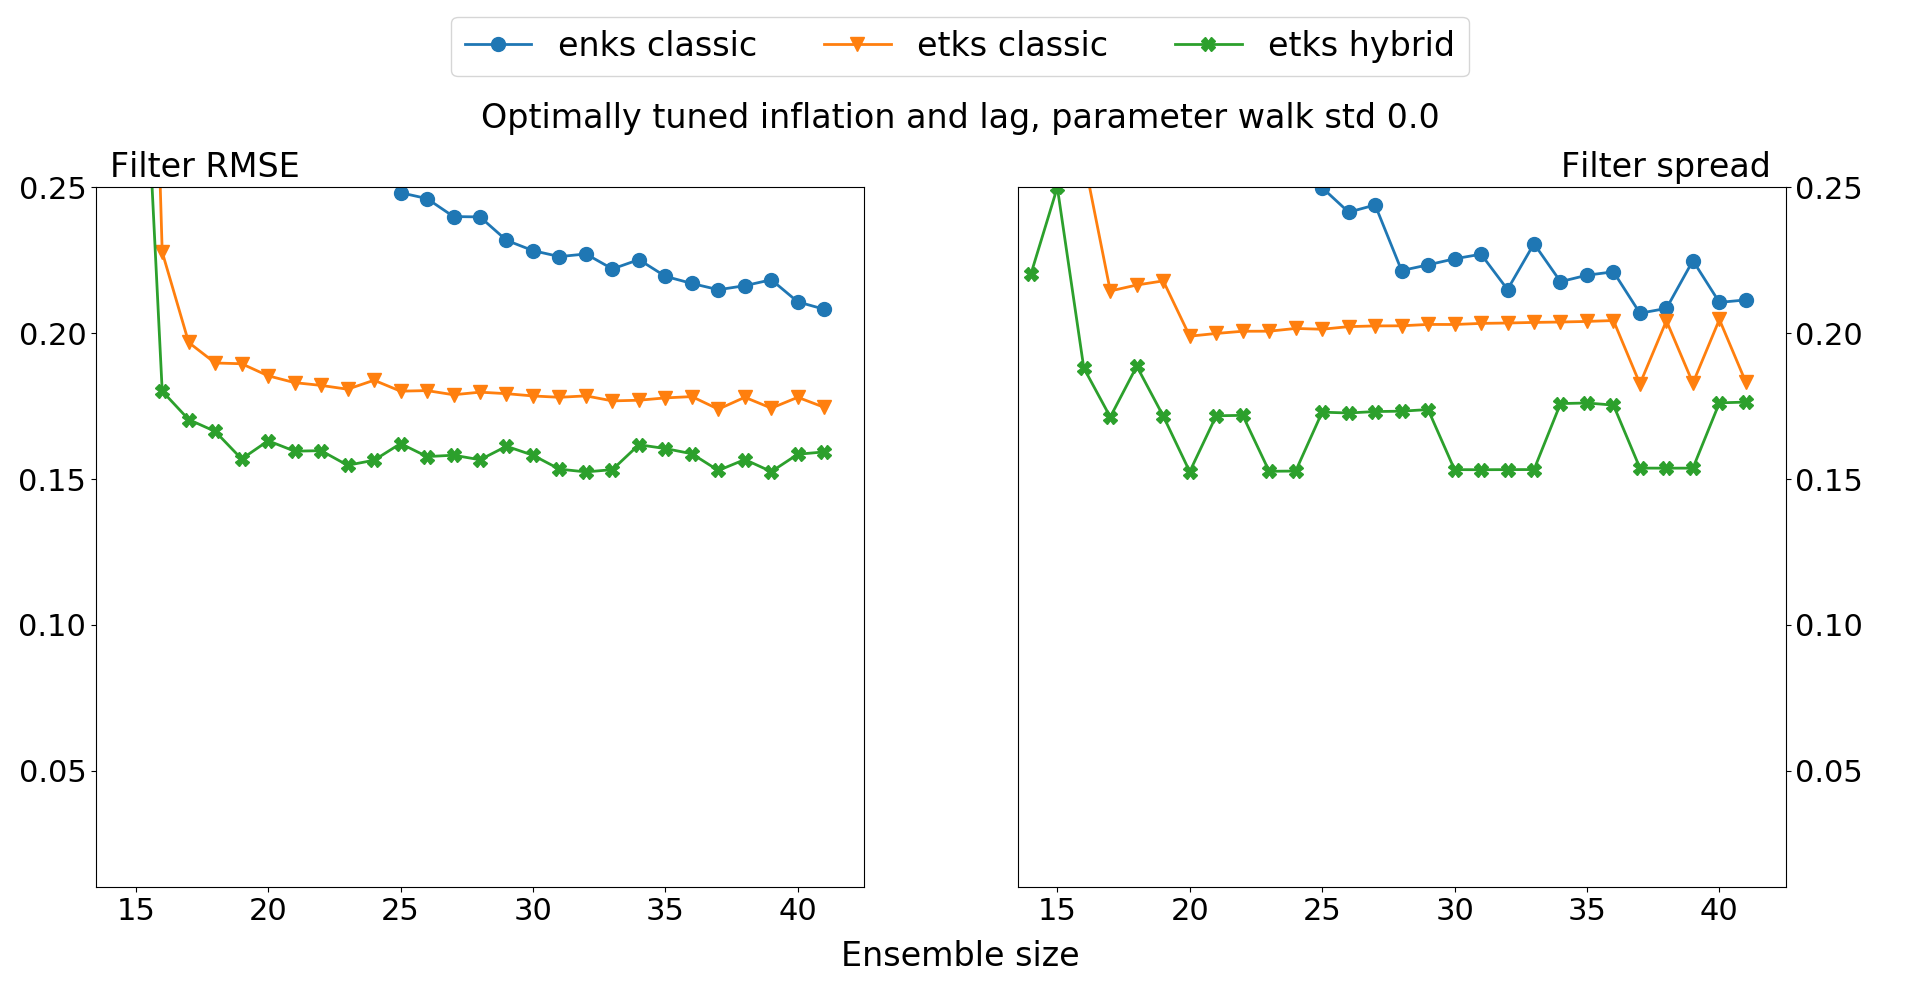 enks classic etks classic etks hybrid
Optimally tuned inflation and lag, parameter walk std 0.0
Filter RMSE Filter spread
0.25 0.25
0.20 0.20
0.15 0.15
0.10 0.10
0.05 0.05
15 20 25 30 35 40 15 20 25 30 35 40
Ensemble size